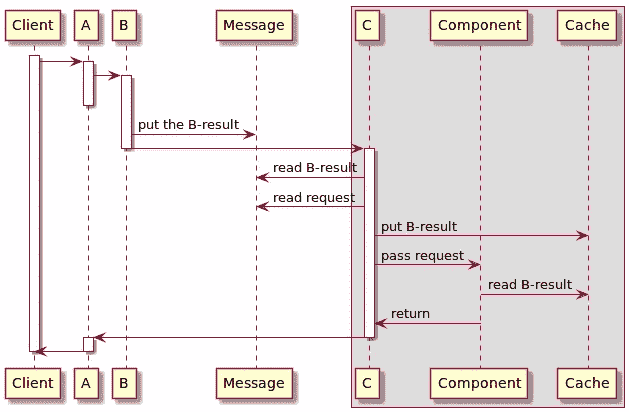 Client A B Message C Component Cache
put the B-result
read B-result
read request
put B-result
pass request
read B-result
return
Client A B Message C Component Cache